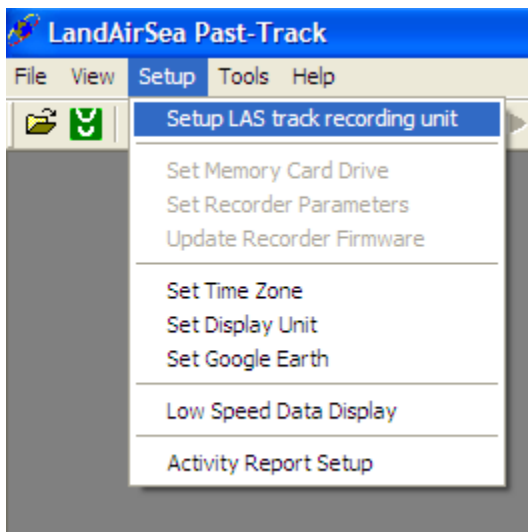 LandAirSea Past-Track
File View Setup Tools Help
Setup LAS track recording unit
Set Memory Card Drive
Set Recorder Parameters
Update Recorder Firmware
Set Time Zone
Set Display Unit
Set Google Earth
Low Speed Data Display
Activity Report Setup